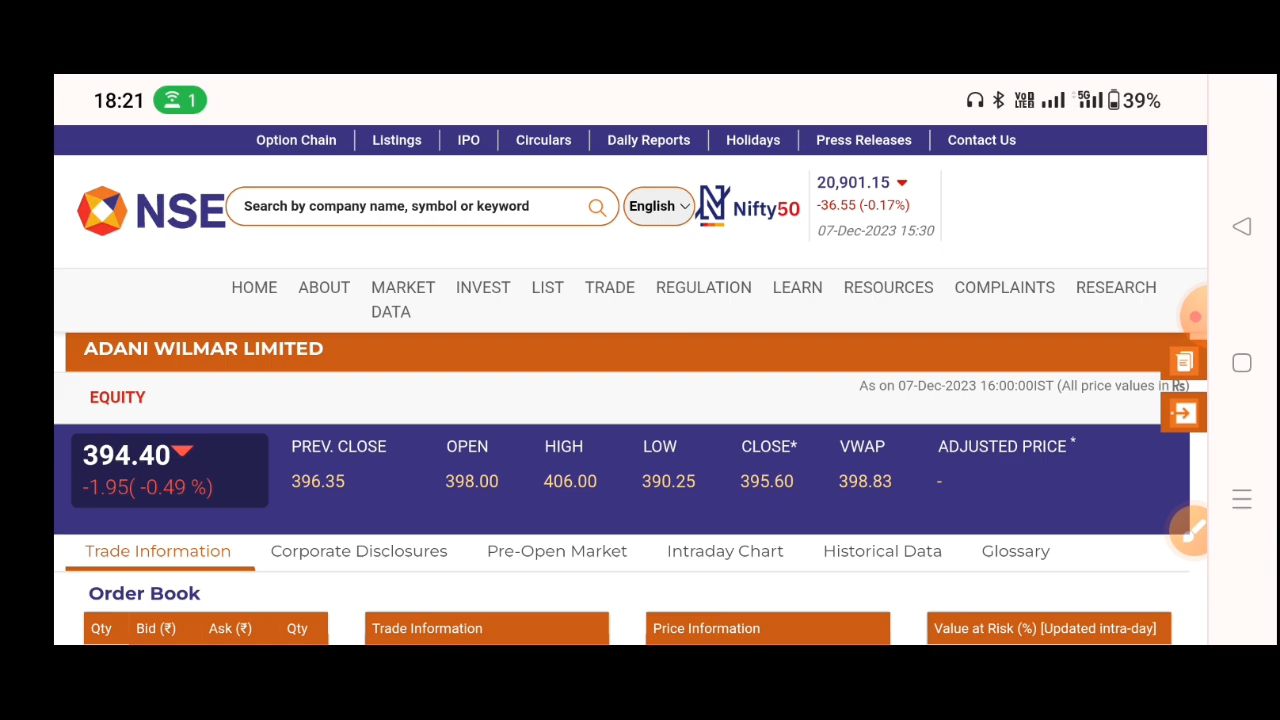 18:21 1 VoD LTEB 5G 39%
Option Chain Listings IPO Circulars Daily Reports Holidays Press Releases Contact Us
NSE Search by company name, symbol or keyword English Nifty50
20,901.15
-36.55 (-0.17%)
07-Dec-2023 15:30
HOME ABOUT MARKET DATA INVEST LIST TRADE REGULATION LEARN RESOURCES COMPLAINTS RESEARCH
ADANI WILMAR LIMITED
EQUITY
As on 07-Dec-2023 16:00:00IST (All price values in Rs)
394.40
-1.95( -0.49 %)
PREV. CLOSE OPEN HIGH LOW CLOSE* VWAP ADJUSTED PRICE *
396.35 398.00 406.00 390.25 395.60 398.83 -
Trade Information Corporate Disclosures Pre-Open Market Intraday Chart Historical Data Glossary
Order Book
Qty Bid (₹) Ask (₹) Qty Trade Information Price Information Value at Risk (%) [Updated intra-day]